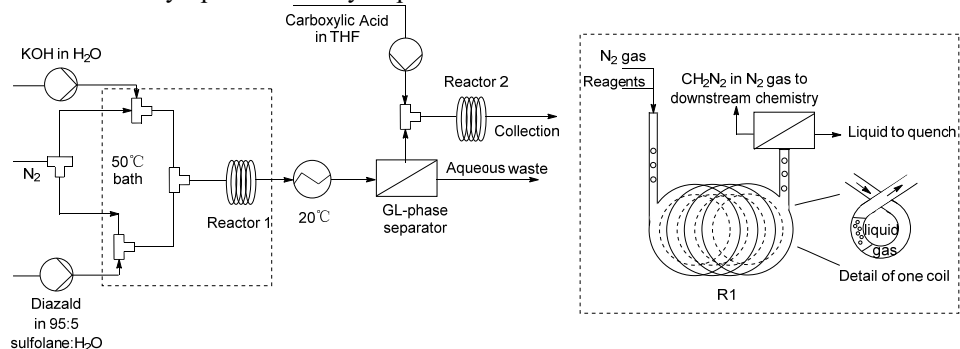 Carboxylic Acid
in THF
KOH in H2O
N2
50℃
bath
Reactor 1
20℃
Reactor 2
Collection
Aqueous waste
GL-phase
separator
Diazald
in 95:5
sulfolane:H2O
N2 gas
Reagents
CH2N2 in N2 gas to
downstream chemistry
Liquid to quench
liquid
gas
Detail of one coil
R1